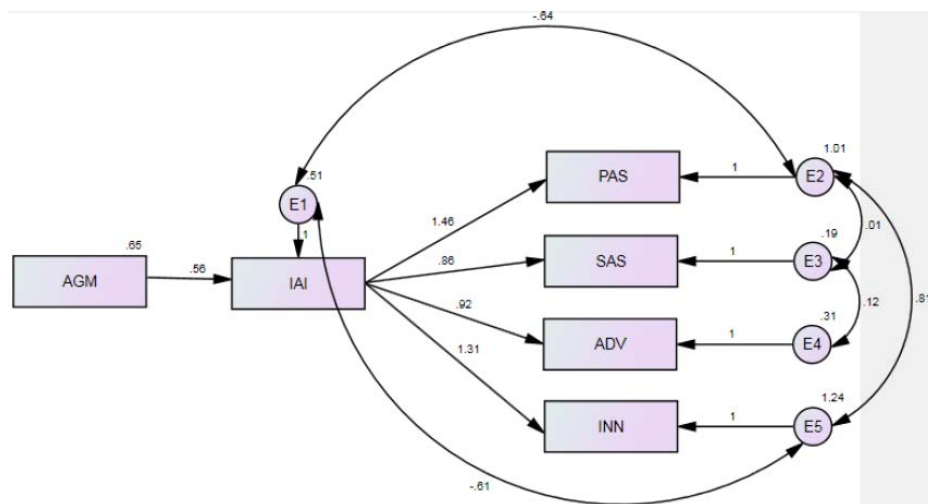 -.64
1.01
PAS
1
E2
.51
E1
1
1.46
.01
.19
.65
.86
SAS
1
E3
AGM
.56
IAI
.92
.12
.81
.31
ADV
1
E4
1.31
1.24
INN
1
E5
-.61